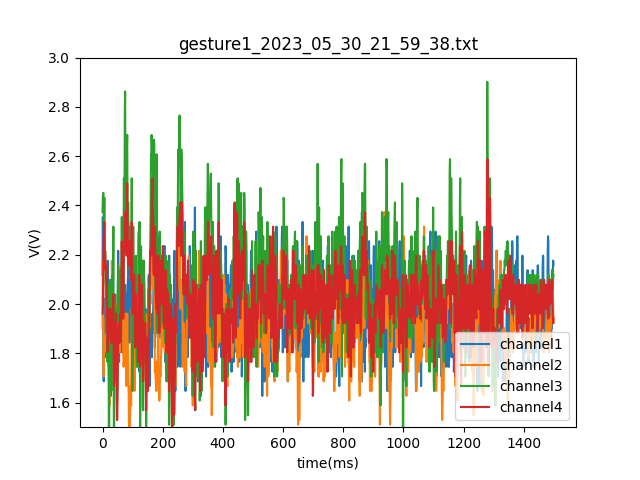 gesture1_2023_05_30_21_59_38.txt
3.0
2.8
2.6
2.4
2.2
2.0
1.8
1.6
V(V)
channel1
channel2
channel3
channel4
0 200 400 600 800 1000 1200 1400
time(ms)